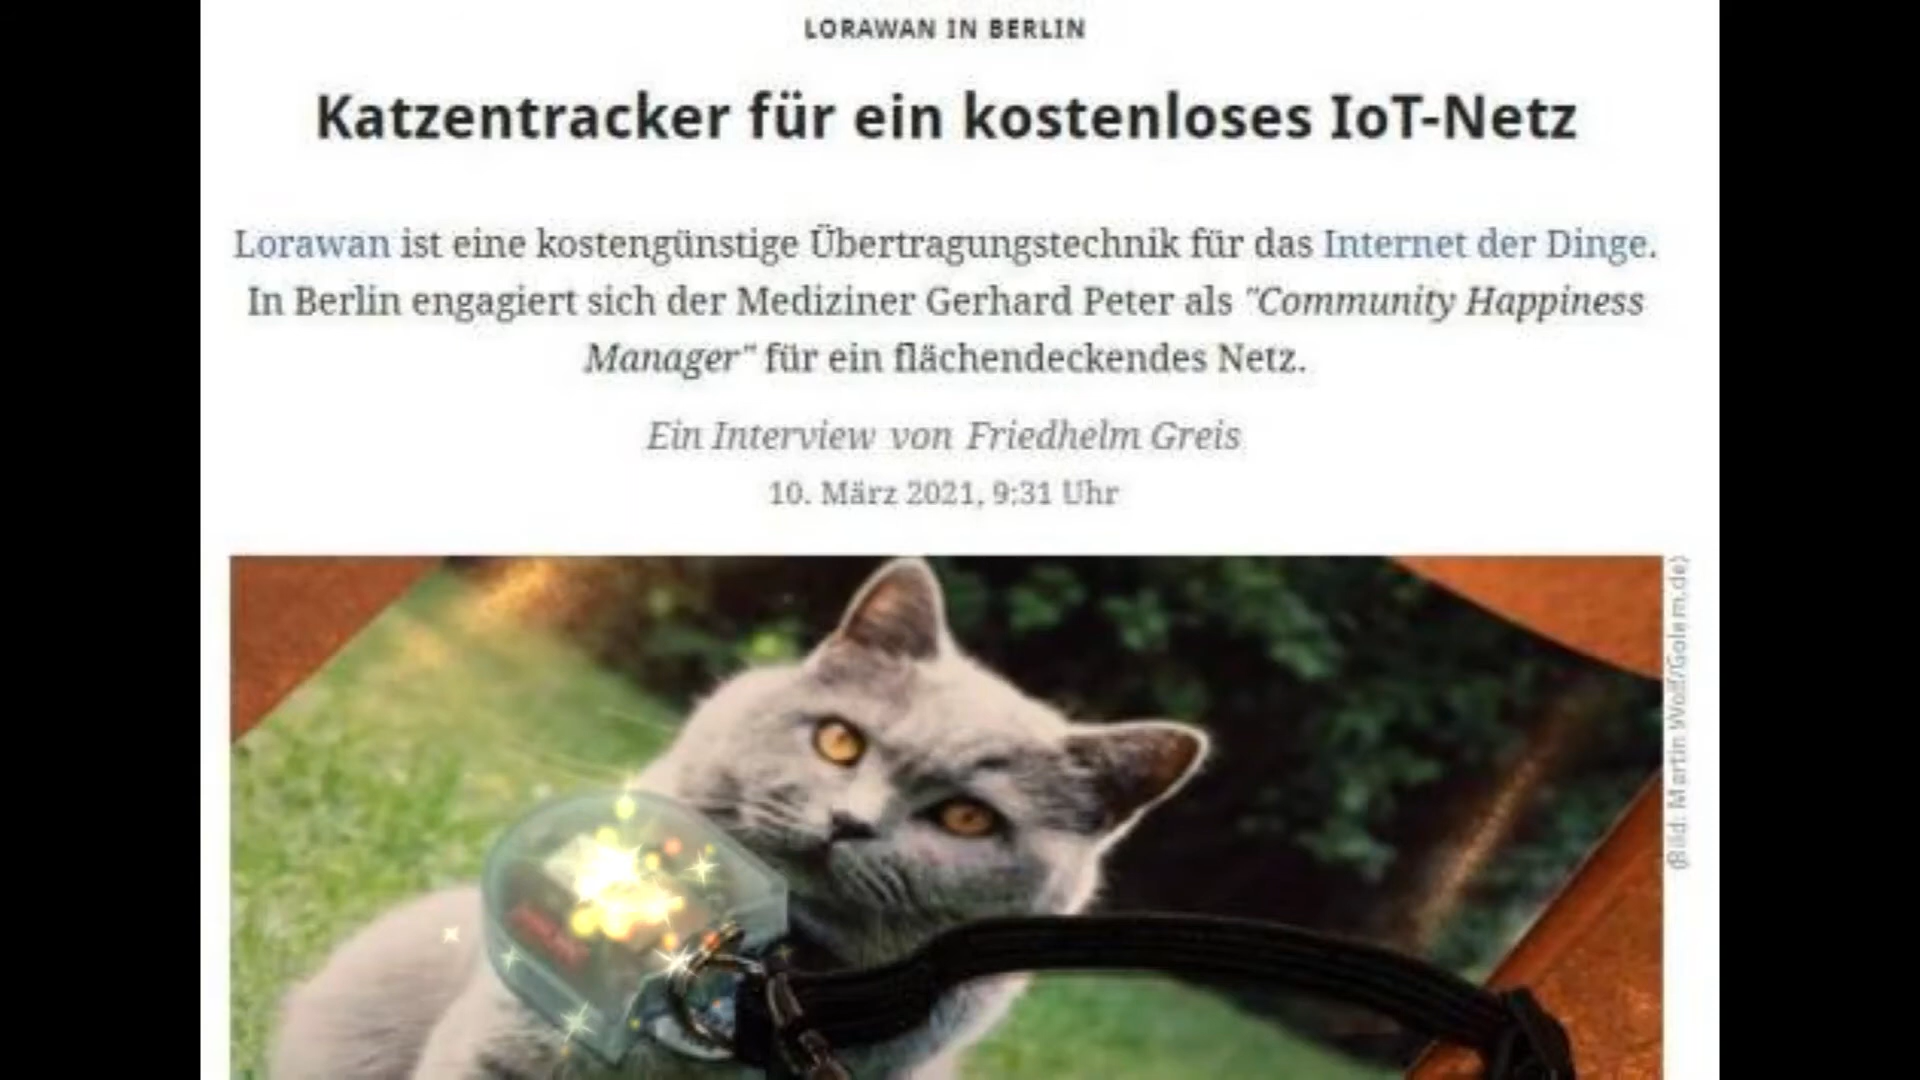 LORAWAN IN BERLIN
Katzentracker für ein kostenloses IoT-Netz
Lorawan ist eine kostengünstige Übertragungstechnik für das Internet der Dinge.
In Berlin engagiert sich der Mediziner Gerhard Peter als "Community Happiness
Manager" für ein flächendeckendes Netz.
Ein Interview von Friedhelm Greis
10. März 2021, 9:31 Uhr
(Bild: Martin Wolf/Golem.de)